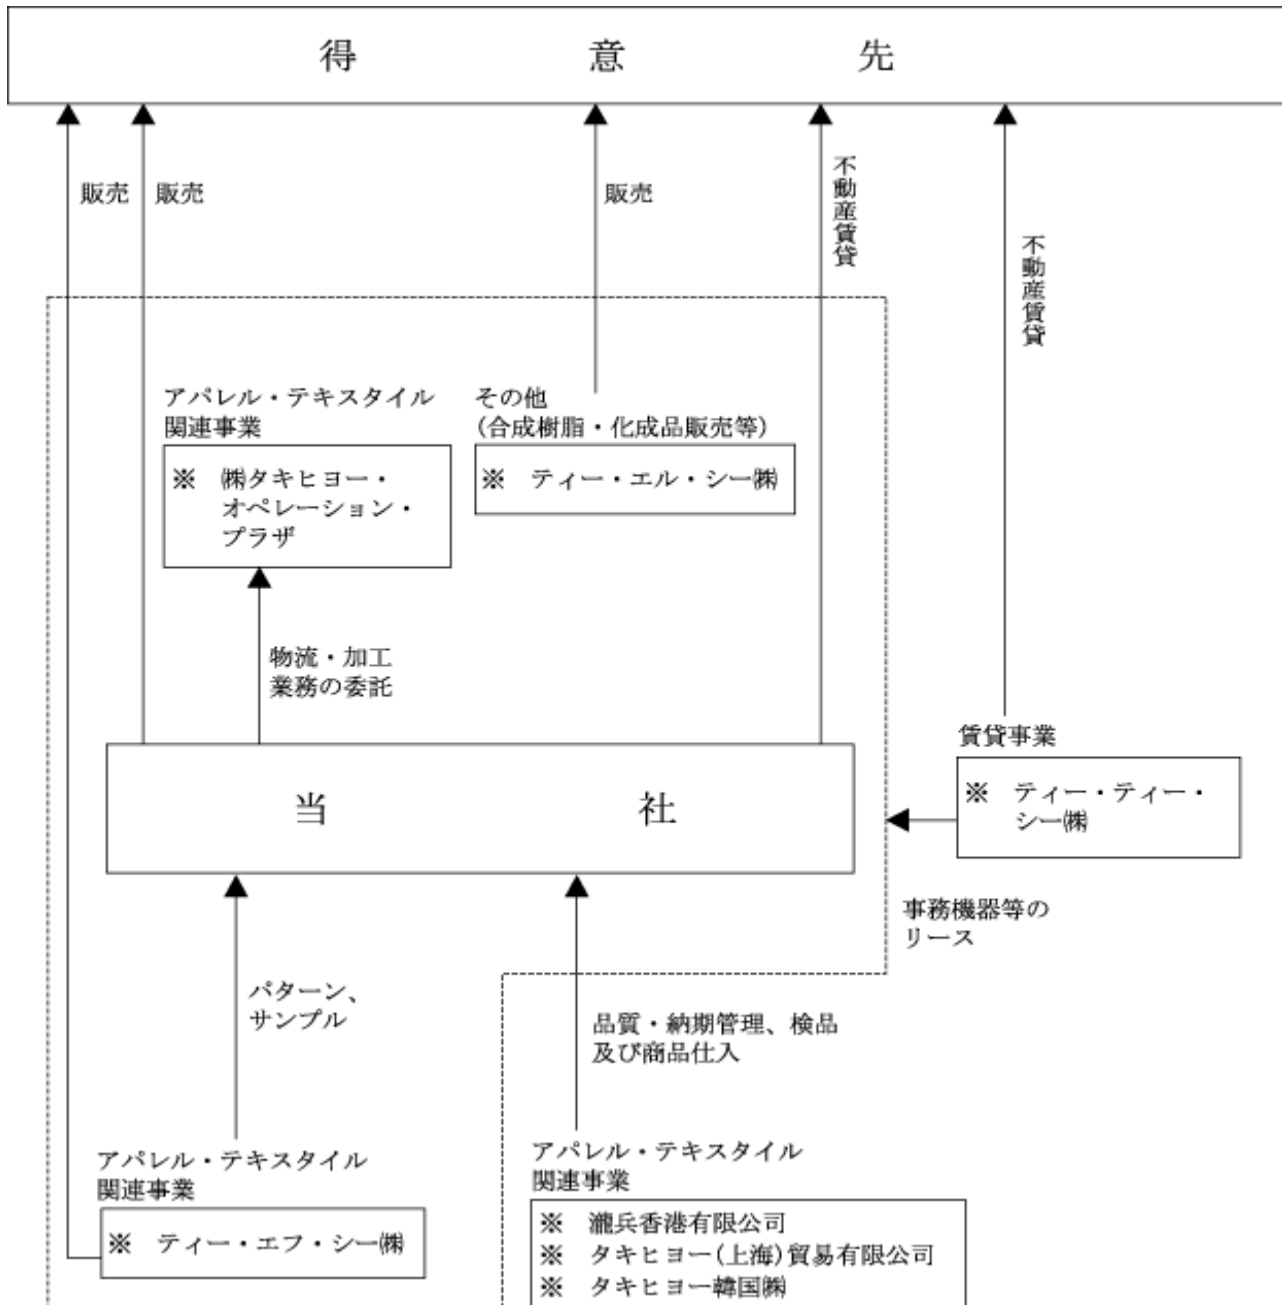 得意先
販売
販売
販売
不動産賃貸
不動産賃貸
アパレル・テキスタイル
関連事業
※ ㈱タキヒヨー・
オペレーション・
プラザ
その他
(合成樹脂・化成品販売等)
※ ティー・エル・シー㈱
物流・加工
業務の委託
賃貸事業
※ ティー・ティー・
シー㈱
当社
事務機器等の
リース
パターン、
サンプル
品質・納期管理、検品
及び商品仕入
アパレル・テキスタイル
関連事業
※ ティー・エフ・シー㈱
アパレル・テキスタイル
関連事業
※ 瀧兵香港有限公司
※ タキヒヨー(上海)貿易有限公司
※ タキヒヨー韓国㈱